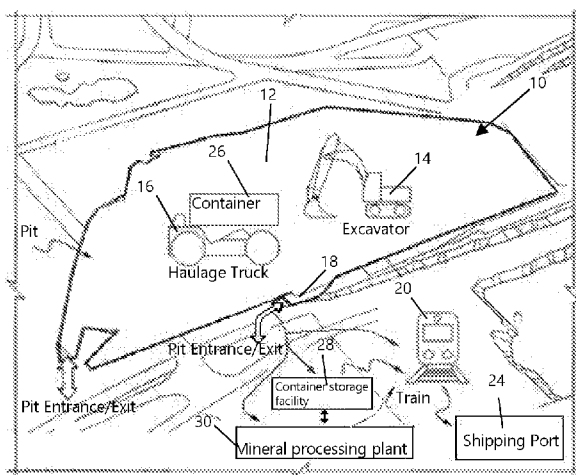 10
12
26
14
16
Container
Pit
Excavator
Haulage Truck
18
20
Pit Entrance/Exit
28
Container storage
facility
Train
24
Pit Entrance/Exit
30
Mineral processing plant
Shipping Port